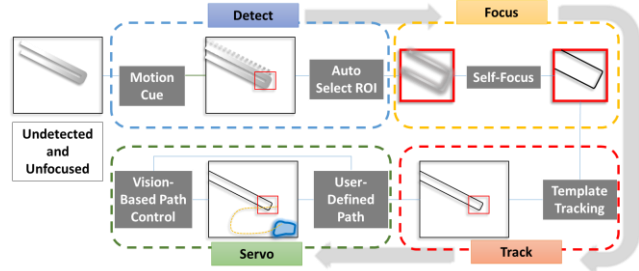 Detect
Focus
Motion
Cue
Auto
Select ROI
Self-Focus
Undetected
and
Unfocused
Vision-
Based Path
Control
User-
Defined
Path
Template
Tracking
Servo
Track